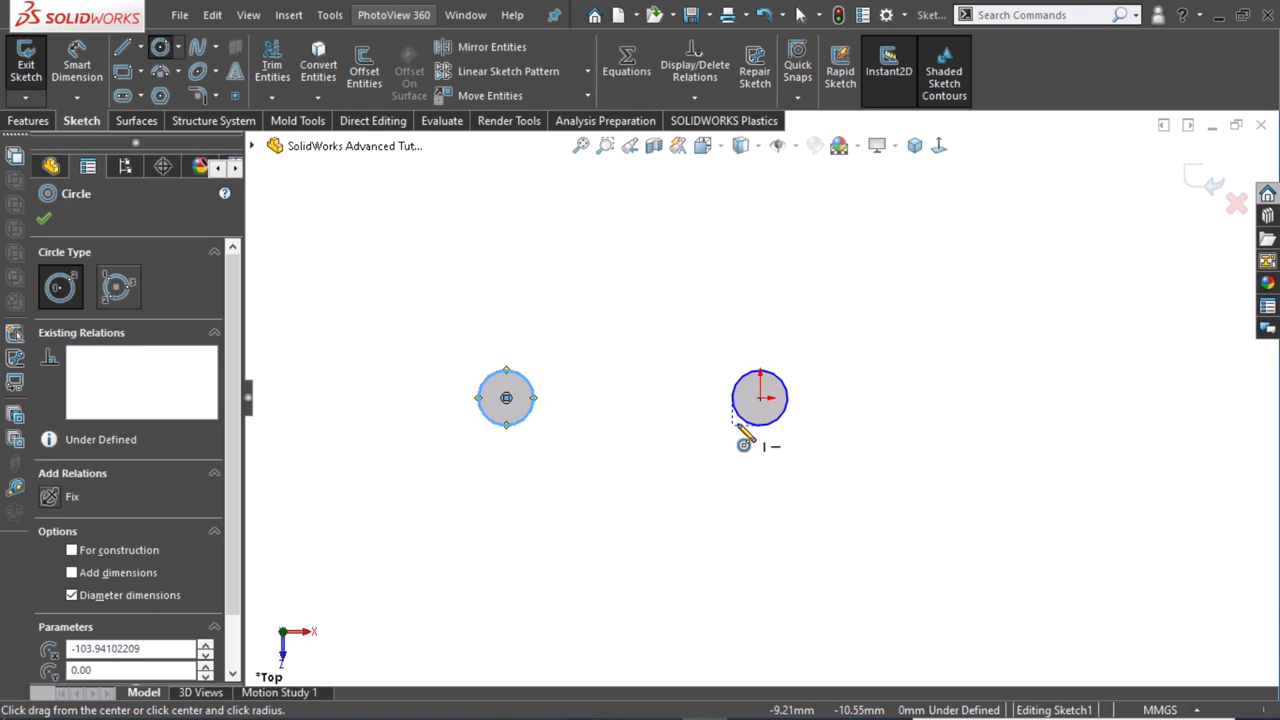 SOLIDWORKS File Edit View Insert Tools PhotoView 360 Window Help Sket... Search Commands ?
Exit Sketch
Smart Dimension
Trim Entities
Convert Entities
Offset Entities
Offset On Surface
Mirror Entities
Linear Sketch Pattern
Move Entities
Equations
Display/Delete Relations
Repair Sketch
Quick Snaps
Rapid Sketch
Instant2D
Shaded Sketch Contours
Features Sketch Surfaces Structure System Mold Tools Direct Editing Evaluate Render Tools Analysis Preparation SOLIDWORKS Plastics
SolidWorks Advanced Tut...
Circle
Circle Type
Existing Relations
Under Defined
Add Relations
Fix
Options
For construction
Add dimensions
Diameter dimensions
Parameters
-103.94102209
0.00
X
Z
*Top
Model 3D Views Motion Study 1
Click drag from the center or click center and click radius. -9.21mm -10.55mm 0mm Under Defined Editing Sketch1 MMGS